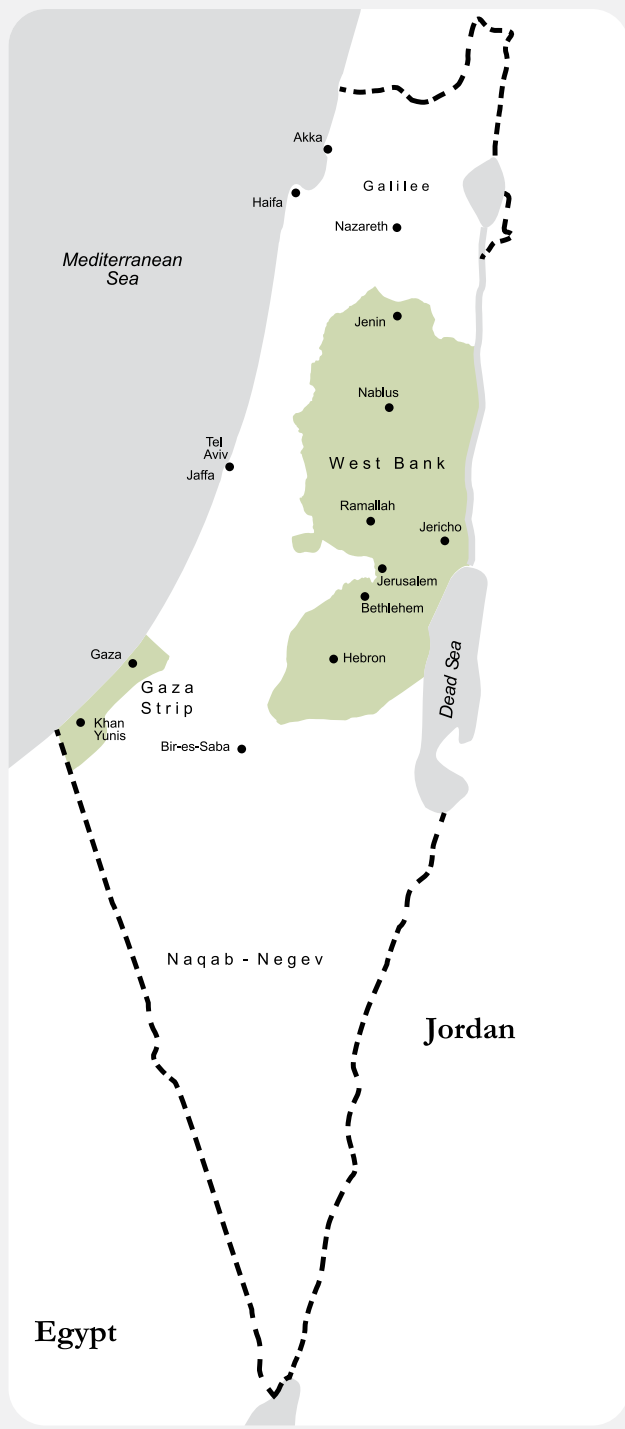 Akka
Galilee
Haifa
Nazareth
Mediterranean
Sea
Jenin
Nablus
Tel
Aviv
Jaffa
West Bank
Ramallah
Jericho
Jerusalem
Bethlehem
Gaza
Hebron
Dead Sea
Gaza
Strip
Khan
Yunis
Bir-es-Saba
Naqab - Negev
Jordan
Egypt